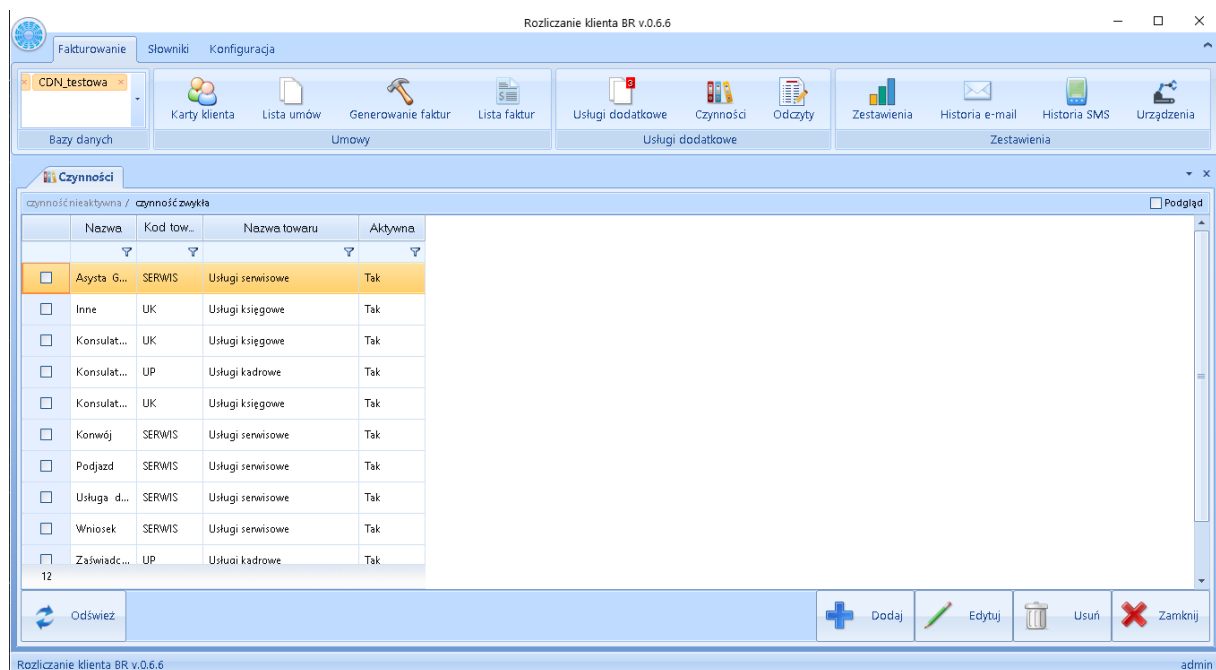 Rozliczanie klienta BR v.0.6.6
Fakturowanie Słowniki Konfiguracja
CDN_testowa
Karty klienta Lista umów Generowanie faktur Lista faktur
3
Usługi dodatkowe Czynności Odczyty
Zestawienia Historia e-mail Historia SMS Urządzenia
Bazy danych Umowy Usługi dodatkowe Zestawienia
Czynności
czynność nieaktywna / czynność zwykła Podgląd
Nazwa Kod tow... Nazwa towaru Aktywna
Asysta G... SERWIS Usługi serwisowe Tak
Inne UK Usługi księgowe Tak
Konsulat... UK Usługi księgowe Tak
Konsulat... UP Usługi kadrowe Tak
Konsulat... UK Usługi księgowe Tak
Konwój SERWIS Usługi serwisowe Tak
Podjazd SERWIS Usługi serwisowe Tak
Usługa d... SERWIS Usługi serwisowe Tak
Wniosek SERWIS Usługi serwisowe Tak
Zaświadc... UP Usługi kadrowe Tak
12
Odśwież Dodaj Edytuj Usuń Zamknij
Rozliczanie klienta BR v.0.6.6 admin